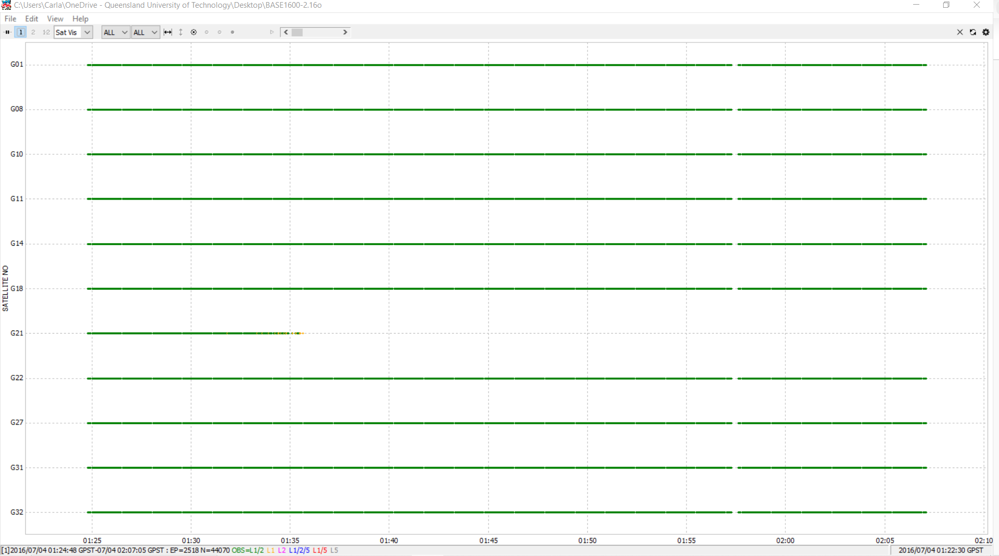 C:\Users\Carla\OneDrive - Queensland University of Technology\Desktop\BASE1600-2.16o
File Edit View Help
1 2 1-2 Sat Vis ALL ALL
G01
G08
G10
G11
G14
G18
G21
G22
G27
G31
G32
SATELLITE NO
01:25 01:30 01:35 01:40 01:45 01:50 01:55 02:00 02:05 02:10
[1]2016/07/04 01:24:48 GPST-07/04 02:07:05 GPST : EP=2518 N=44070 OBS=L1/2 L1 L2 L1/2/5 L1/5 L5 2016/07/04 01:22:30 GPST